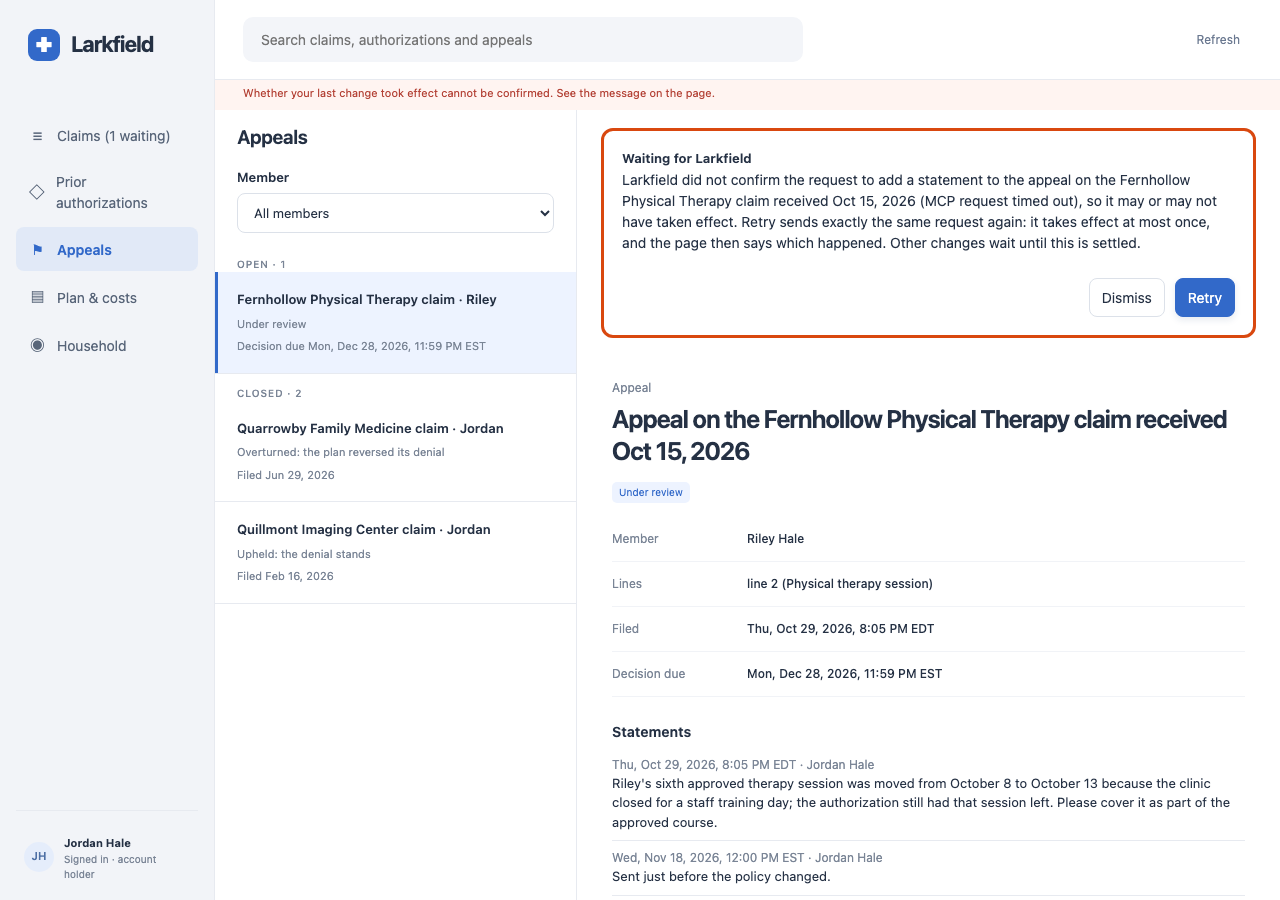 Larkfield
Claims (1 waiting)
Prior
authorizations
Appeals
Plan & costs
Household
JH
Jordan Hale
Signed in · account
holder
Search claims, authorizations and appeals
Refresh
Whether your last change took effect cannot be confirmed. See the message on the page.
Appeals
Member
All members
OPEN · 1
Fernhollow Physical Therapy claim · Riley
Under review
Decision due Mon, Dec 28, 2026, 11:59 PM EST
CLOSED · 2
Quarrowby Family Medicine claim · Jordan
Overturned: the plan reversed its denial
Filed Jun 29, 2026
Quillmont Imaging Center claim · Jordan
Upheld: the denial stands
Filed Feb 16, 2026
Waiting for Larkfield
Larkfield did not confirm the request to add a statement to the appeal on the Fernhollow
Physical Therapy claim received Oct 15, 2026 (MCP request timed out), so it may or may not
have taken effect. Retry sends exactly the same request again: it takes effect at most once,
and the page then says which happened. Other changes wait until this is settled.
Dismiss
Retry
Appeal
Appeal on the Fernhollow Physical Therapy claim received
Oct 15, 2026
Under review
Member Riley Hale
Lines line 2 (Physical therapy session)
Filed Thu, Oct 29, 2026, 8:05 PM EDT
Decision due Mon, Dec 28, 2026, 11:59 PM EST
Statements
Thu, Oct 29, 2026, 8:05 PM EDT · Jordan Hale
Riley's sixth approved therapy session was moved from October 8 to October 13 because the clinic
closed for a staff training day; the authorization still had that session left. Please cover it as part of the
approved course.
Wed, Nov 18, 2026, 12:00 PM EST · Jordan Hale
Sent just before the policy changed.